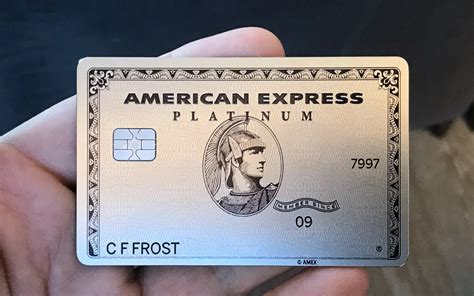 AMERICAN EXPRESS
PLATINUM
7997
MEMBER SINCE
09
C F FROST
®
© AMEX